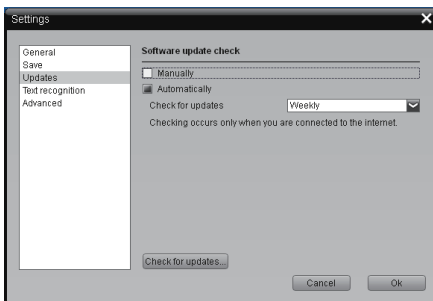 Settings
General
Save
Updates
Text recognition
Advanced
Software update check
Manually
Automatically
Check for updates Weekly
Checking occurs only when you are connected to the internet.
Check for updates...
Cancel Ok